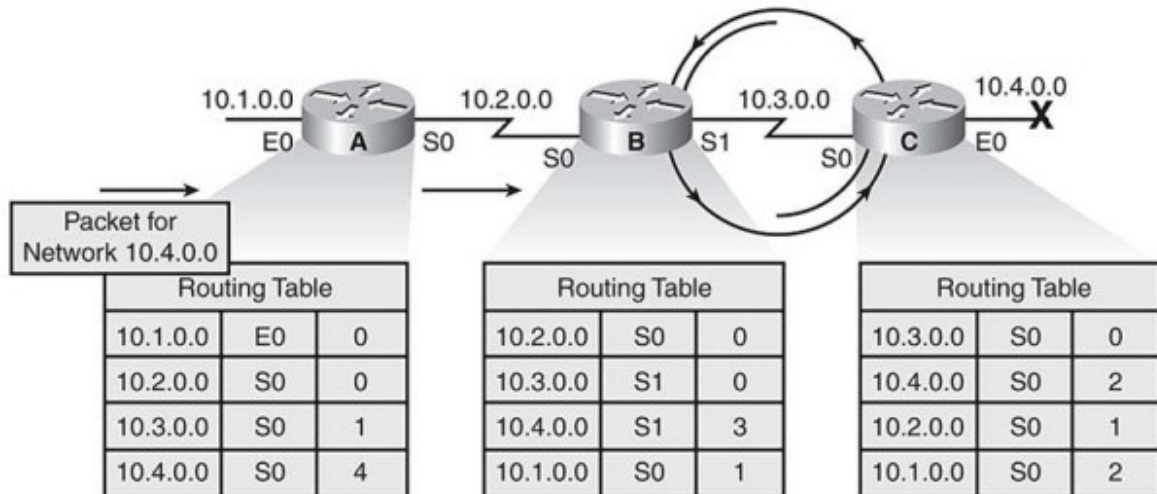 10.1.0.0
10.2.0.0
10.3.0.0
10.4.0.0
X
E0
A
S0
S0
B
S1
S0
C
E0
Packet for
Network 10.4.0.0
Routing Table
10.1.0.0 E0 0
10.2.0.0 S0 0
10.3.0.0 S0 1
10.4.0.0 S0 4
Routing Table
10.2.0.0 S0 0
10.3.0.0 S1 0
10.4.0.0 S1 3
10.1.0.0 S0 1
Routing Table
10.3.0.0 S0 0
10.4.0.0 S0 2
10.2.0.0 S0 1
10.1.0.0 S0 2